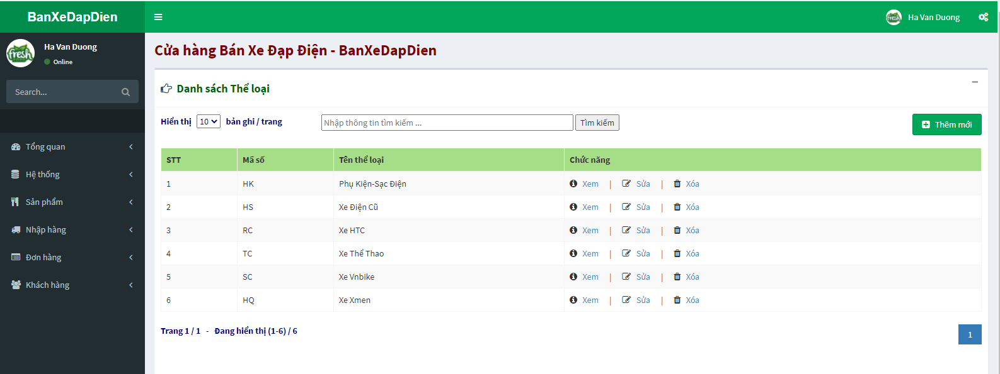 BanXeDapDien
Ha Van Duong
fresh
Ha Van Duong
Online
Search...
Tổng quan
Hệ thống
Sản phẩm
Nhập hàng
Đơn hàng
Khách hàng
Cửa hàng Bán Xe Đạp Điện - BanXeDapDien
Danh sách Thể loại
Hiển thị 10 bản ghi / trang Nhập thông tin tìm kiếm ... Tìm kiếm Thêm mới
STT Mã số Tên thể loại Chức năng
1 HK Phụ Kiện-Sạc Điện Xem | Sửa | Xóa
2 HS Xe Điện Cũ Xem | Sửa | Xóa
3 RC Xe HTC Xem | Sửa | Xóa
4 TC Xe Thể Thao Xem | Sửa | Xóa
5 SC Xe Vnbike Xem | Sửa | Xóa
6 HQ Xe Xmen Xem | Sửa | Xóa
Trang 1 / 1 - Đang hiển thị (1-6) / 6 1